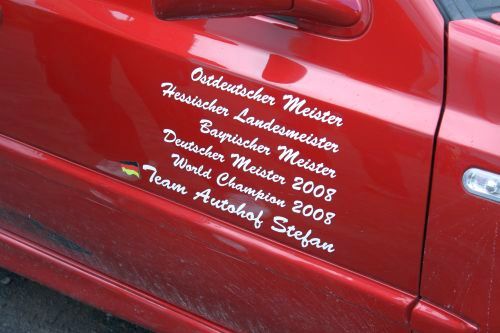 Ostdeutscher Meister
Hessischer Landesmeister
Bayrischer Meister
Deutscher Meister 2008
World Champion 2008
Team Autohof Stefan